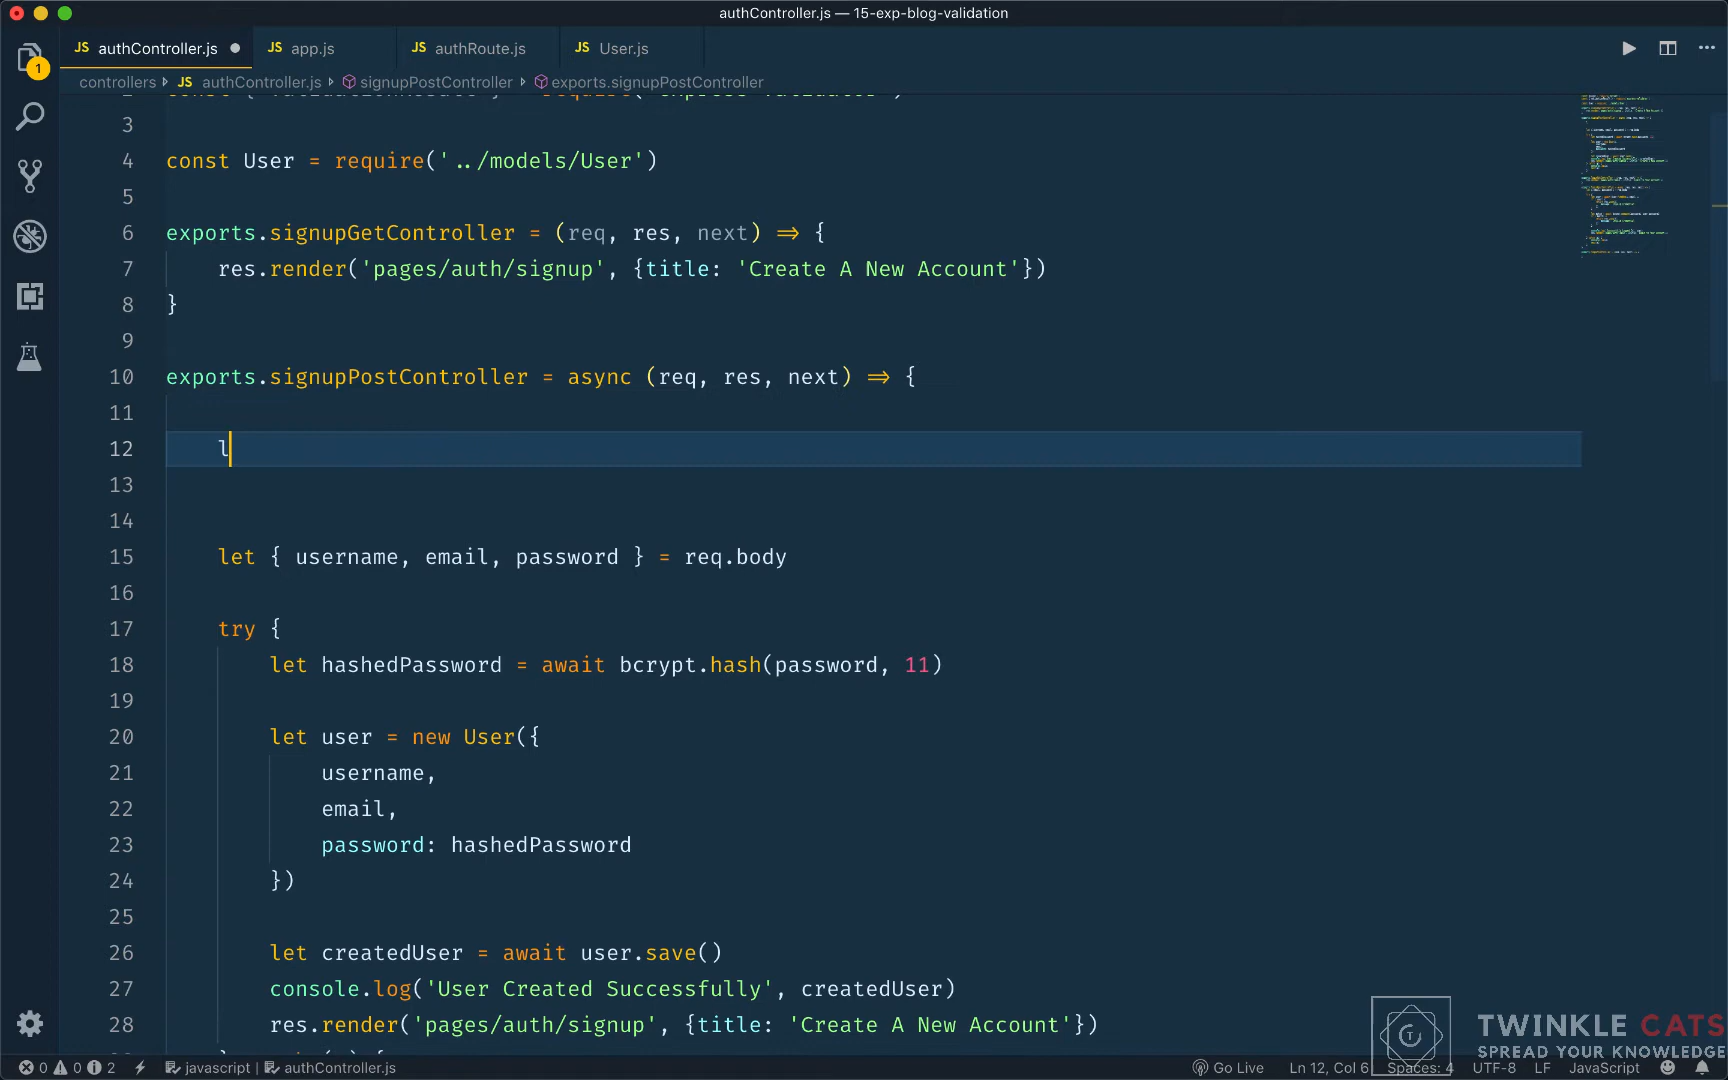 authController.js — 15-exp-blog-validation
JS authController.js ● JS app.js JS authRoute.js JS User.js
1
controllers JS authController.js signupPostController exports.signupPostController
3
4 const User = require('../models/User')
5
6 exports.signupGetController = (req, res, next) => {
7 res.render('pages/auth/signup', {title: 'Create A New Account'})
8 }
9
10 exports.signupPostController = async (req, res, next) => {
11
12 l
13
14
15 let { username, email, password } = req.body
16
17 try {
18 let hashedPassword = await bcrypt.hash(password, 11)
19
20 let user = new User({
21 username,
22 email,
23 password: hashedPassword
24 })
25
26 let createdUser = await user.save()
27 console.log('User Created Successfully', createdUser)
28 res.render('pages/auth/signup', {title: 'Create A New Account'})
TWINKLE CATS
SPREAD YOUR KNOWLEDGE
0 0 2 javascript | authController.js Go Live Ln 12, Col 6 Spaces: 4 UTF-8 LF JavaScript